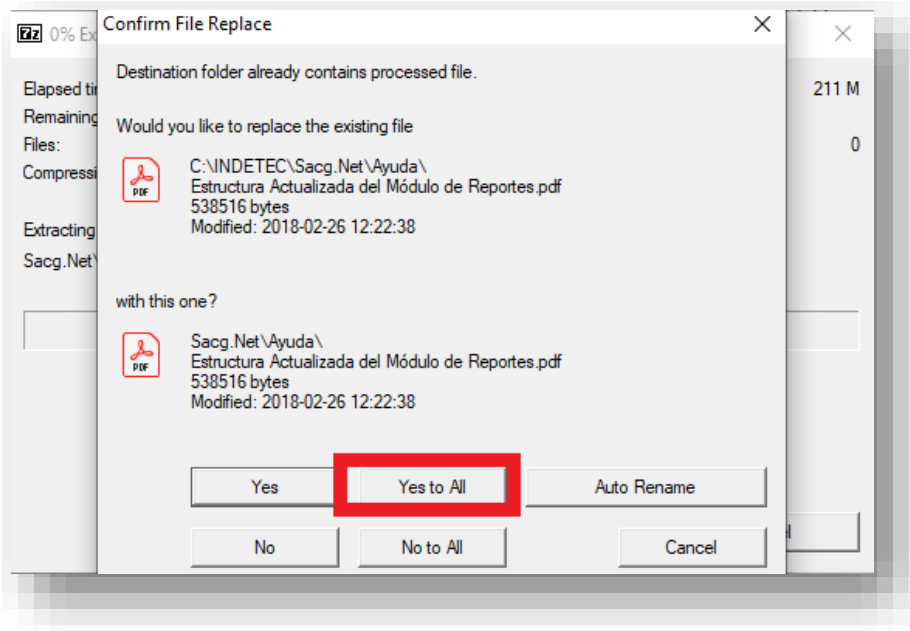 7z 0% Ex
Confirm File Replace
Destination folder already contains processed file.
Elapsed ti
211 M
Remaining
Would you like to replace the existing file
Files:
0
Compressi
C:\INDETEC\Sacg.Net\Ayuda\
Estructura Actualizada del Módulo de Reportes.pdf
538516 bytes
Modified: 2018-02-26 12:22:38
PDF
Extracting
Sacg.Net\
with this one?
Sacg.Net\Ayuda\
Estructura Actualizada del Módulo de Reportes.pdf
538516 bytes
Modified: 2018-02-26 12:22:38
PDF
Yes
Yes to All
Auto Rename
No
No to All
Cancel